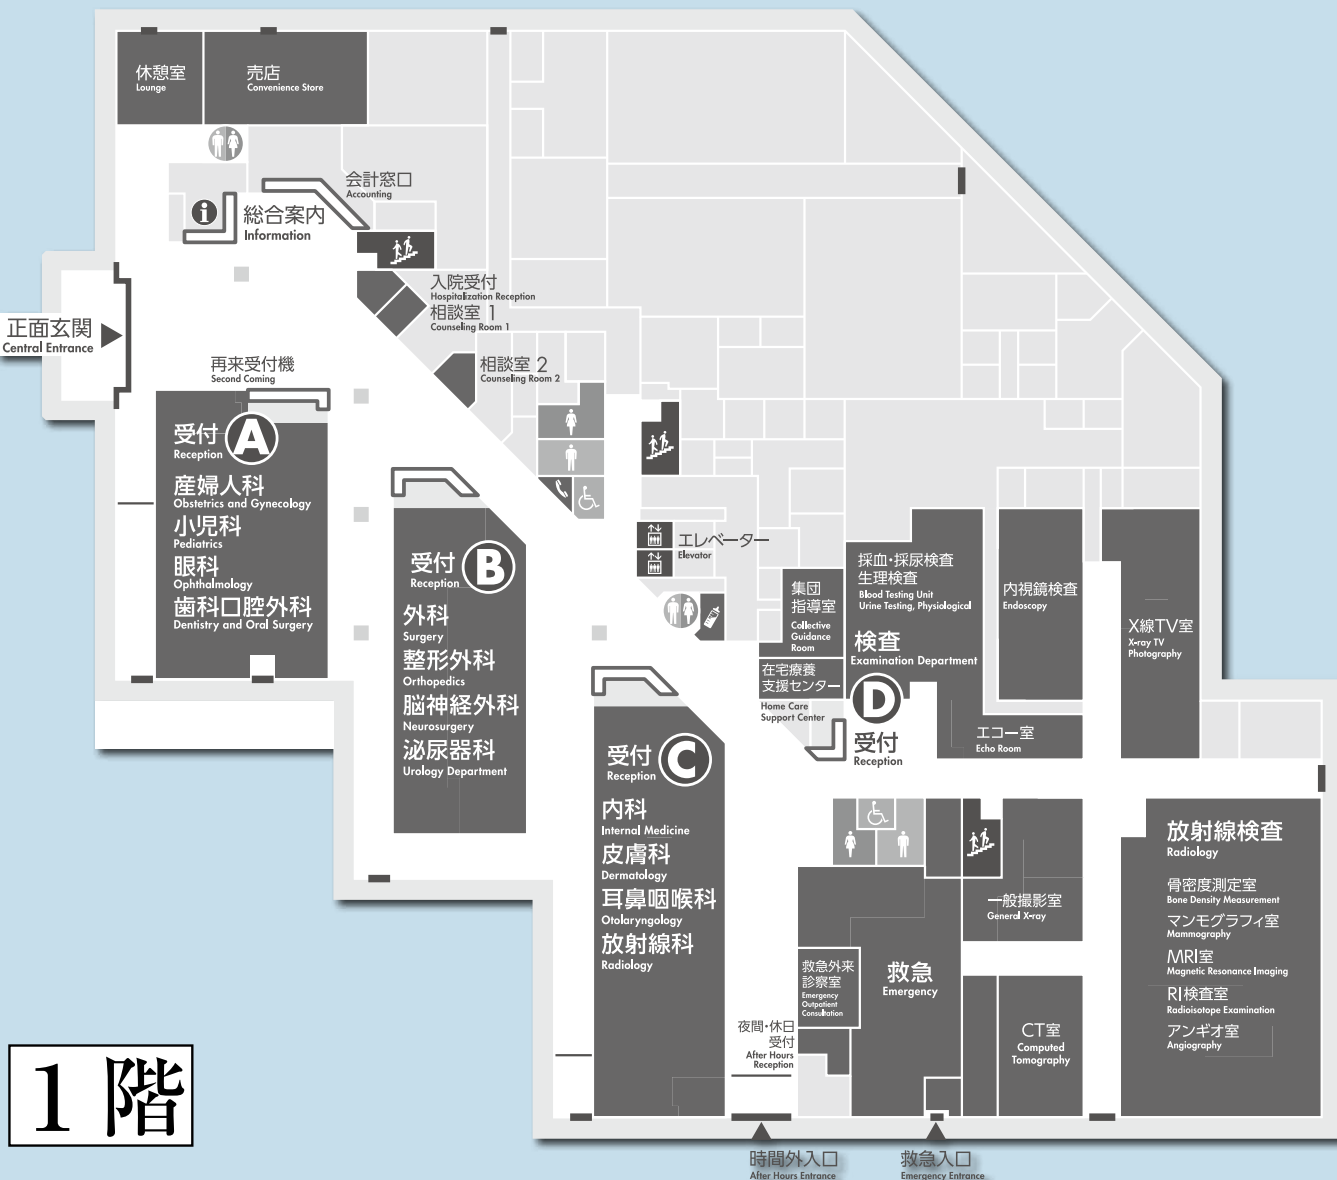 休憩室
Lounge
売店
Convenience Store
会計窓口
Accounting
i
総合案内
Information
入院受付
Hospitalization Reception
相談室 1
Counseling Room 1
正面玄関
Central Entrance
再来受付機
Second Coming
相談室 2
Counseling Room 2
受付
Reception
A
産婦人科
Obstetrics and Gynecology
小児科
Pediatrics
眼科
Ophthalmology
歯科口腔外科
Dentistry and Oral Surgery
受付
Reception
B
外科
Surgery
整形外科
Orthopedics
脳神経外科
Neurosurgery
泌尿器科
Urology Department
エレベーター
Elevator
集団
指導室
Collective
Guidance
Room
採血・採尿検査
生理検査
Blood Testing Unit
Urine Testing, Physiological
検査
Examination Department
内視鏡検査
Endoscopy
X線TV室
X-ray TV
Photography
在宅療養
支援センター
Home Care
Support Center
D
受付
Reception
エコー室
Echo Room
受付
Reception
C
内科
Internal Medicine
皮膚科
Dermatology
耳鼻咽喉科
Otolaryngology
放射線科
Radiology
放射線検査
Radiology
骨密度測定室
Bone Density Measurement
マンモグラフィ室
Mammography
MRI室
Magnetic Resonance Imaging
RI検査室
Radioisotope Examination
アンギオ室
Angiography
一般撮影室
General X-ray
救急外来
診察室
Emergency
Outpatient
Consultation
救急
Emergency
CT室
Computed
Tomography
夜間・休日
受付
After Hours
Reception
1階
時間外入口
After Hours Entrance
救急入口
Emergency Entrance